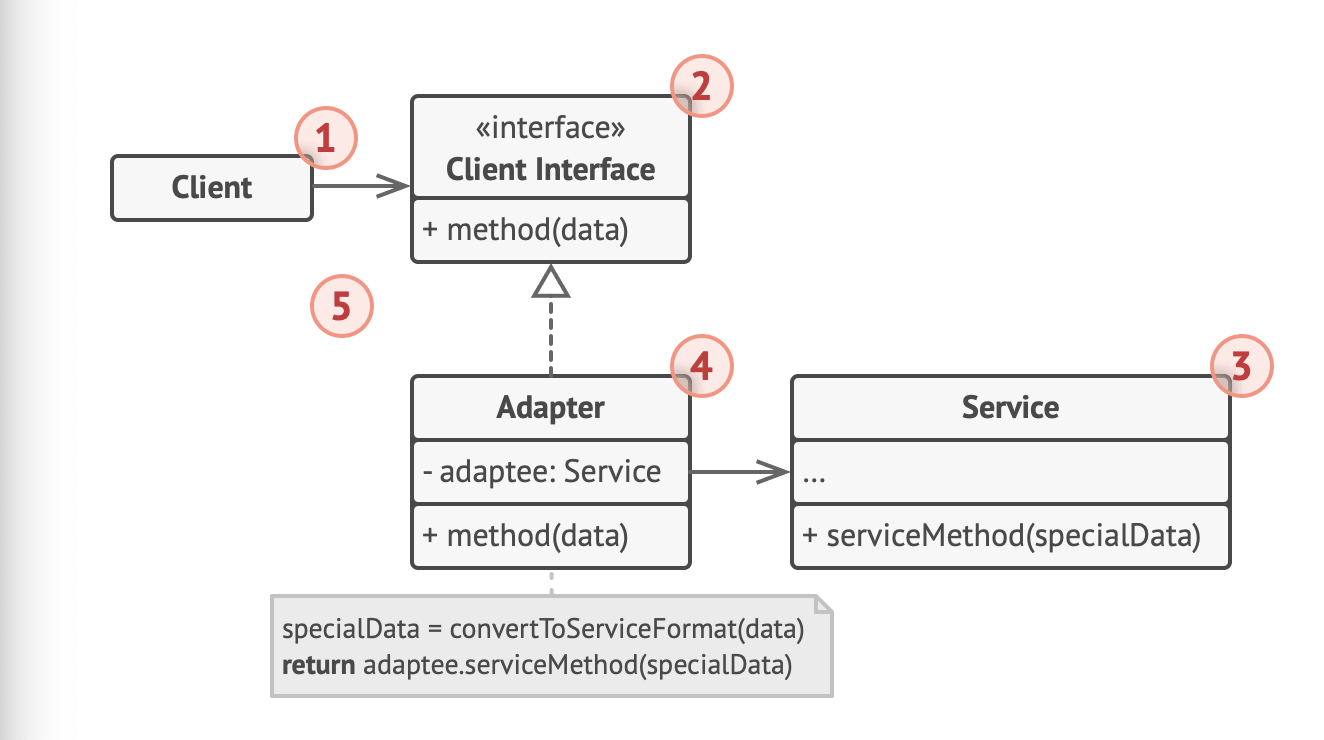 1
Client
2
«interface»
Client Interface
+ method(data)
5
4
Adapter
- adaptee: Service
+ method(data)
3
Service
...
+ serviceMethod(specialData)
specialData = convertToServiceFormat(data)
return adaptee.serviceMethod(specialData)